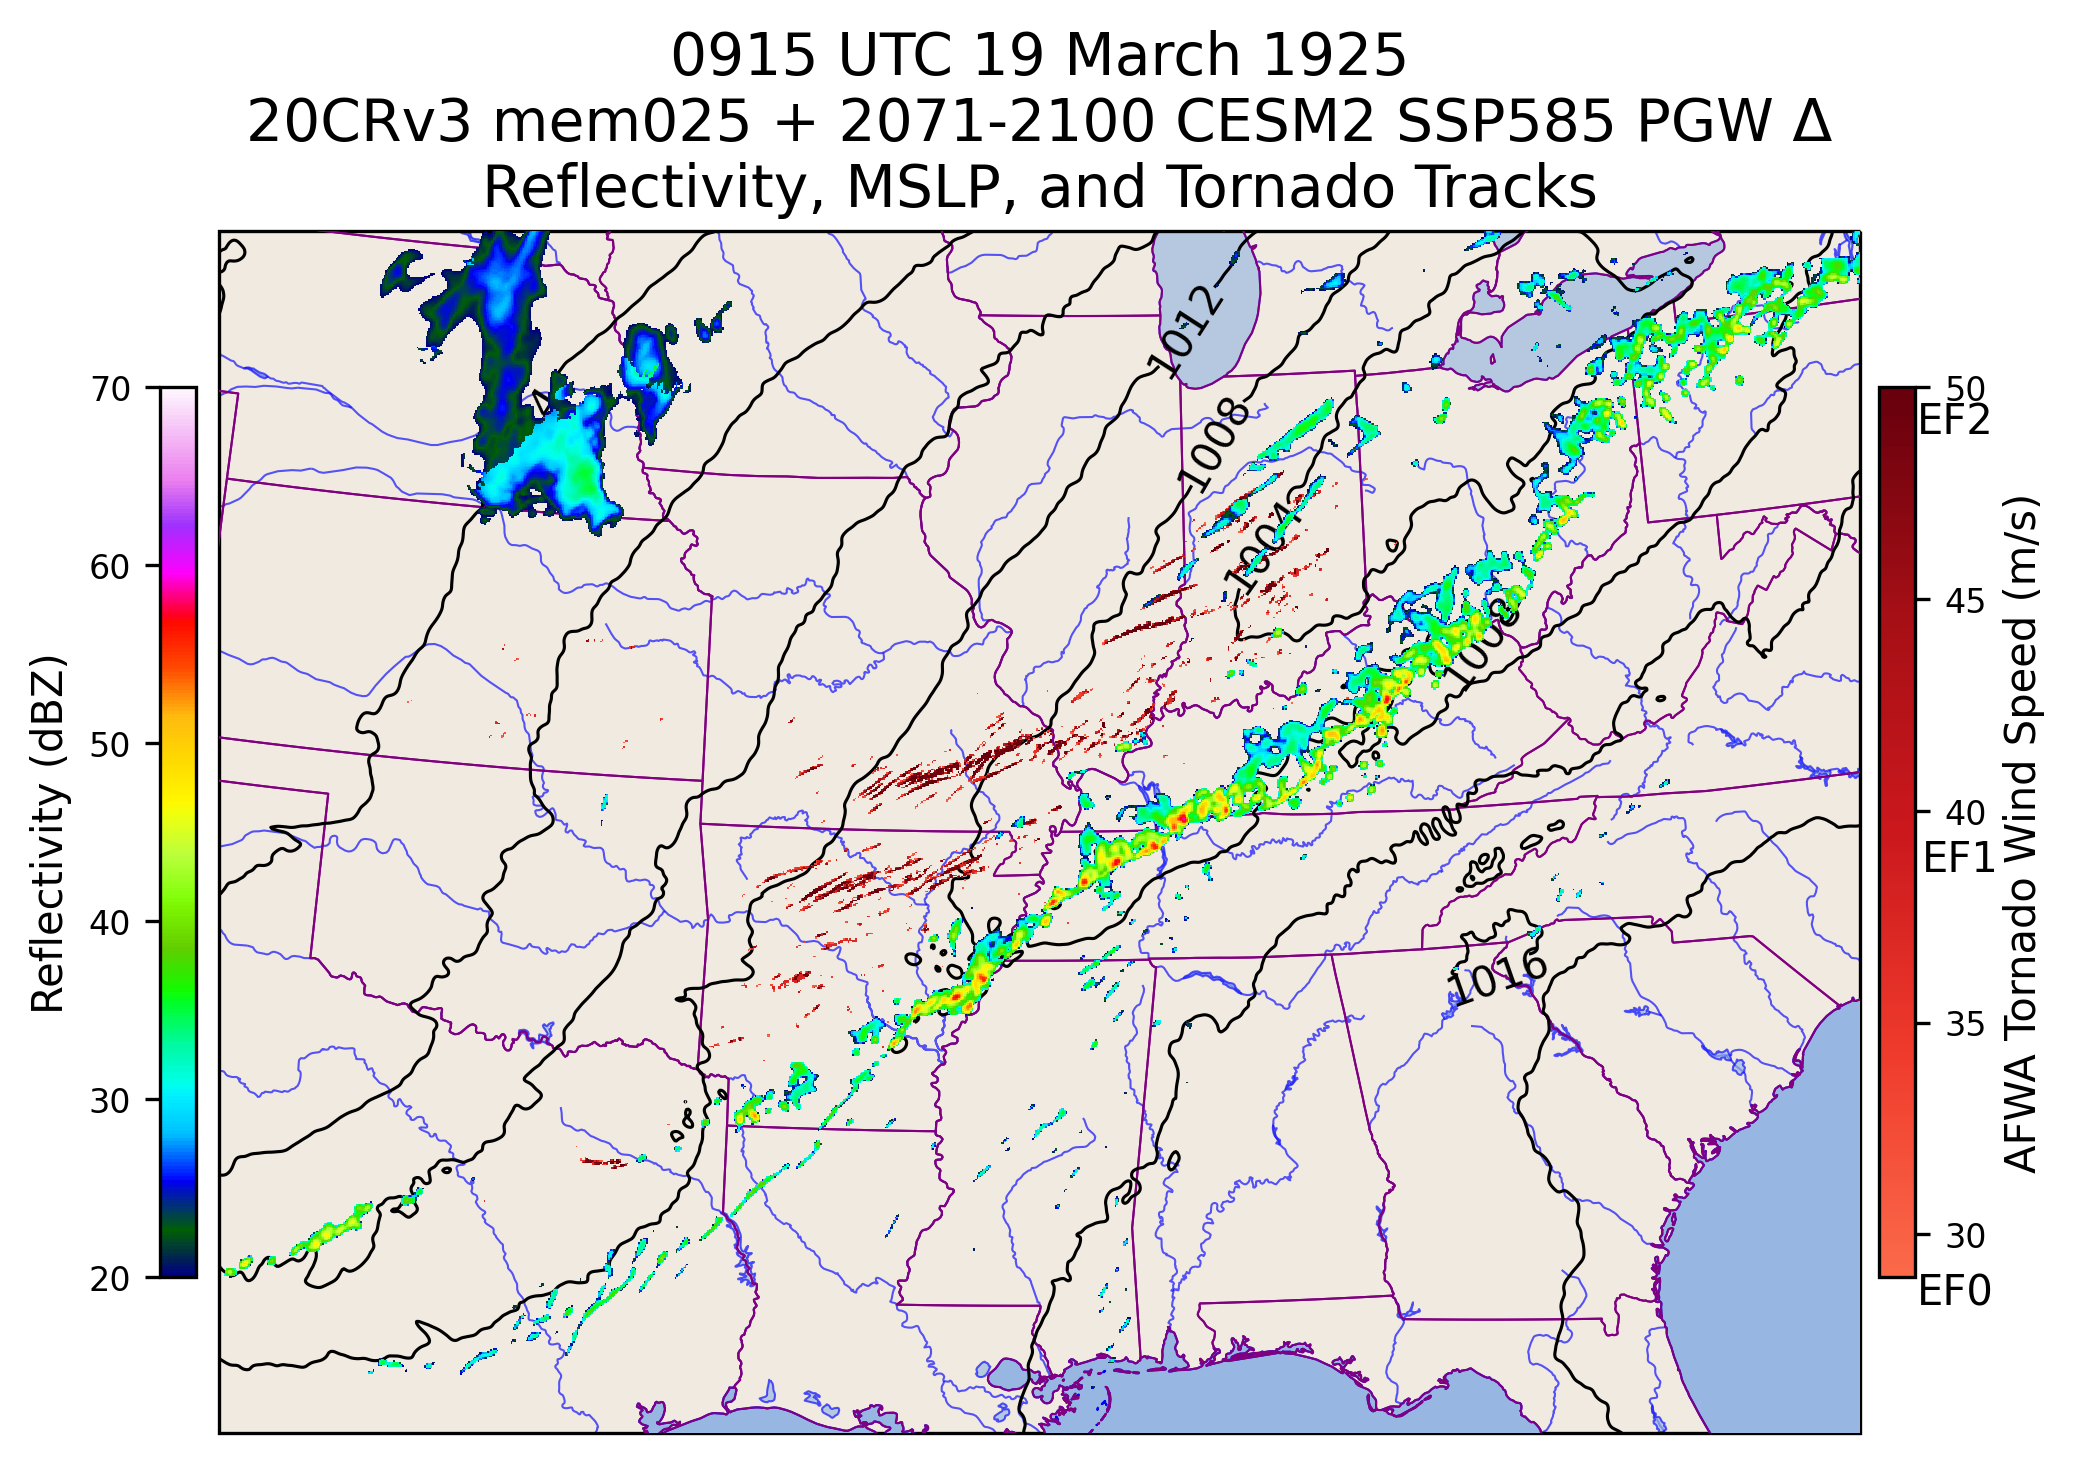 0915 UTC 19 March 1925
20CRv3 mem025 + 2071-2100 CESM2 SSP585 PGW Δ
Reflectivity, MSLP, and Tornado Tracks
70
60
50
40
30
20
Reflectivity (dBZ)
4
1012
1008
1004
1008
1016
50
EF2
45
40
EF1
35
30
EF0
AFWA Tornado Wind Speed (m/s)